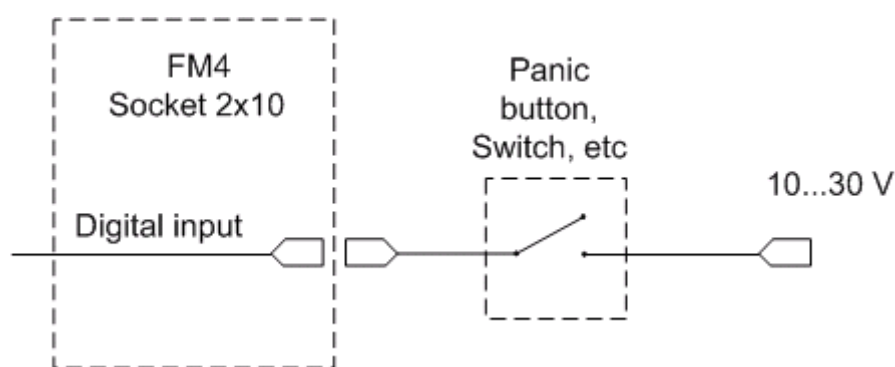 FM4
Socket 2x10
Panic
button,
Switch, etc
10...30 V
Digital input